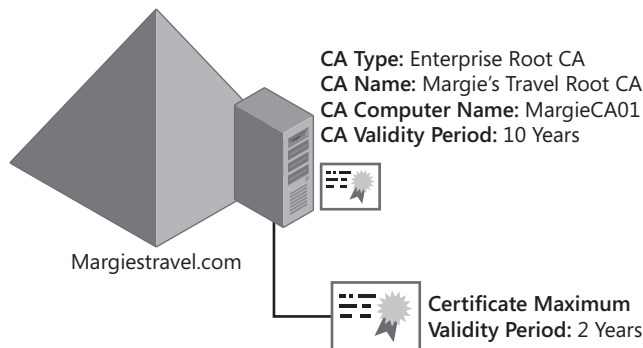 CA Type: Enterprise Root CA
CA Name: Margie's Travel Root CA
CA Computer Name: MargieCA01
CA Validity Period: 10 Years
Margiestravel.com
Certificate Maximum
Validity Period: 2 Years